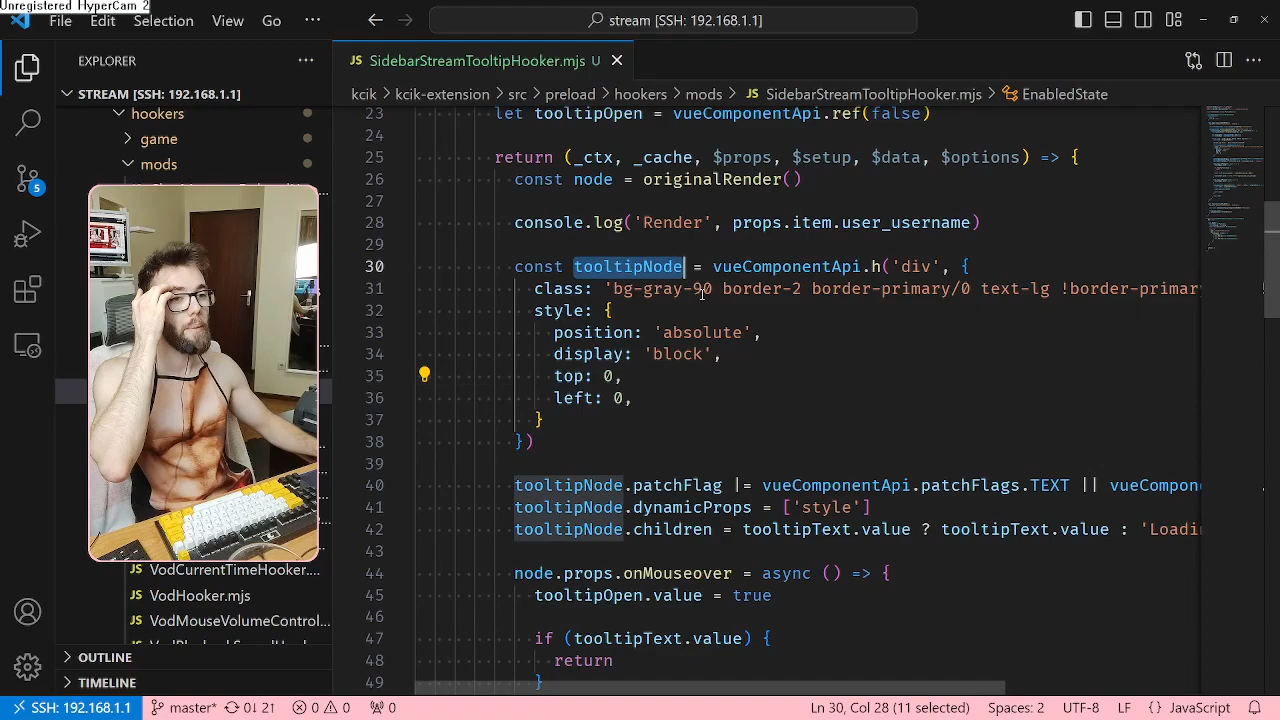 Unregistered HyperCam 2
File Edit Selection View Go
stream [SSH: 192.168.1.1]
EXPLORER
SidebarStreamTooltipHooker.mjs U
STREAM [SSH: 192.168.1.1]
kcik > kcik-extension > src > preload > hookers > mods > SidebarStreamTooltipHooker.mjs > EnabledState
hookers
game
mods
5
VodCurrentTimeHooker....
VodHooker.mjs
VodMouseVolumeControl...
OUTLINE
TIMELINE
23 let tooltipOpen = vueComponentApi.ref(false)
24
25 return (_ctx, _cache, $props, $setup, $data, $options) => {
26 const node = originalRender()
27
28 console.log('Render', props.item.user_username)
29
30 const tooltipNode = vueComponentApi.h('div', {
31 class: 'bg-gray-90 border-2 border-primary/0 text-lg !border-primar
32 style: {
33 position: 'absolute',
34 display: 'block',
35 top: 0,
36 left: 0,
37 }
38 })
39
40 tooltipNode.patchFlag |= vueComponentApi.patchFlags.TEXT || vueCompon
41 tooltipNode.dynamicProps = ['style']
42 tooltipNode.children = tooltipText.value ? tooltipText.value : 'Loadin
43
44 node.props.onMouseover = async () => {
45 tooltipOpen.value = true
46
47 if (tooltipText.value) {
48 return
49 }
SSH: 192.168.1.1 master* 0↓ 2↑ 0 0 0 Ln 30, Col 28 (11 selected) Spaces: 2 UTF-8 LF {} JavaScript